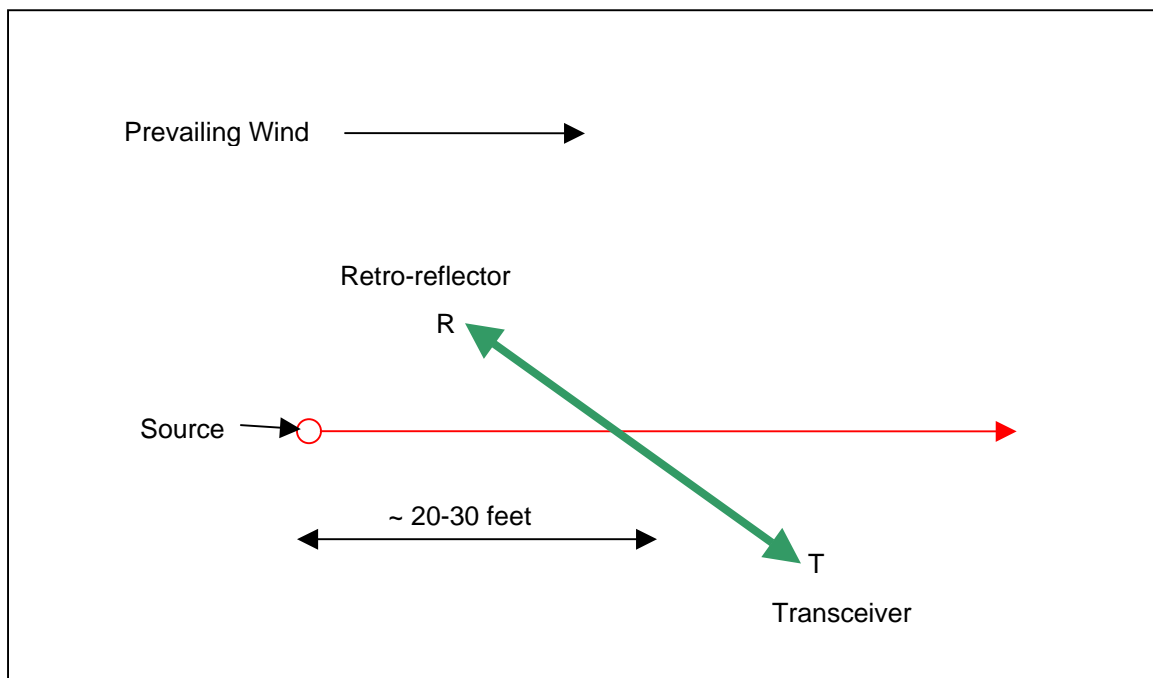 Prevailing Wind
Retro-reflector
R
Source
~ 20-30 feet
T
Transceiver